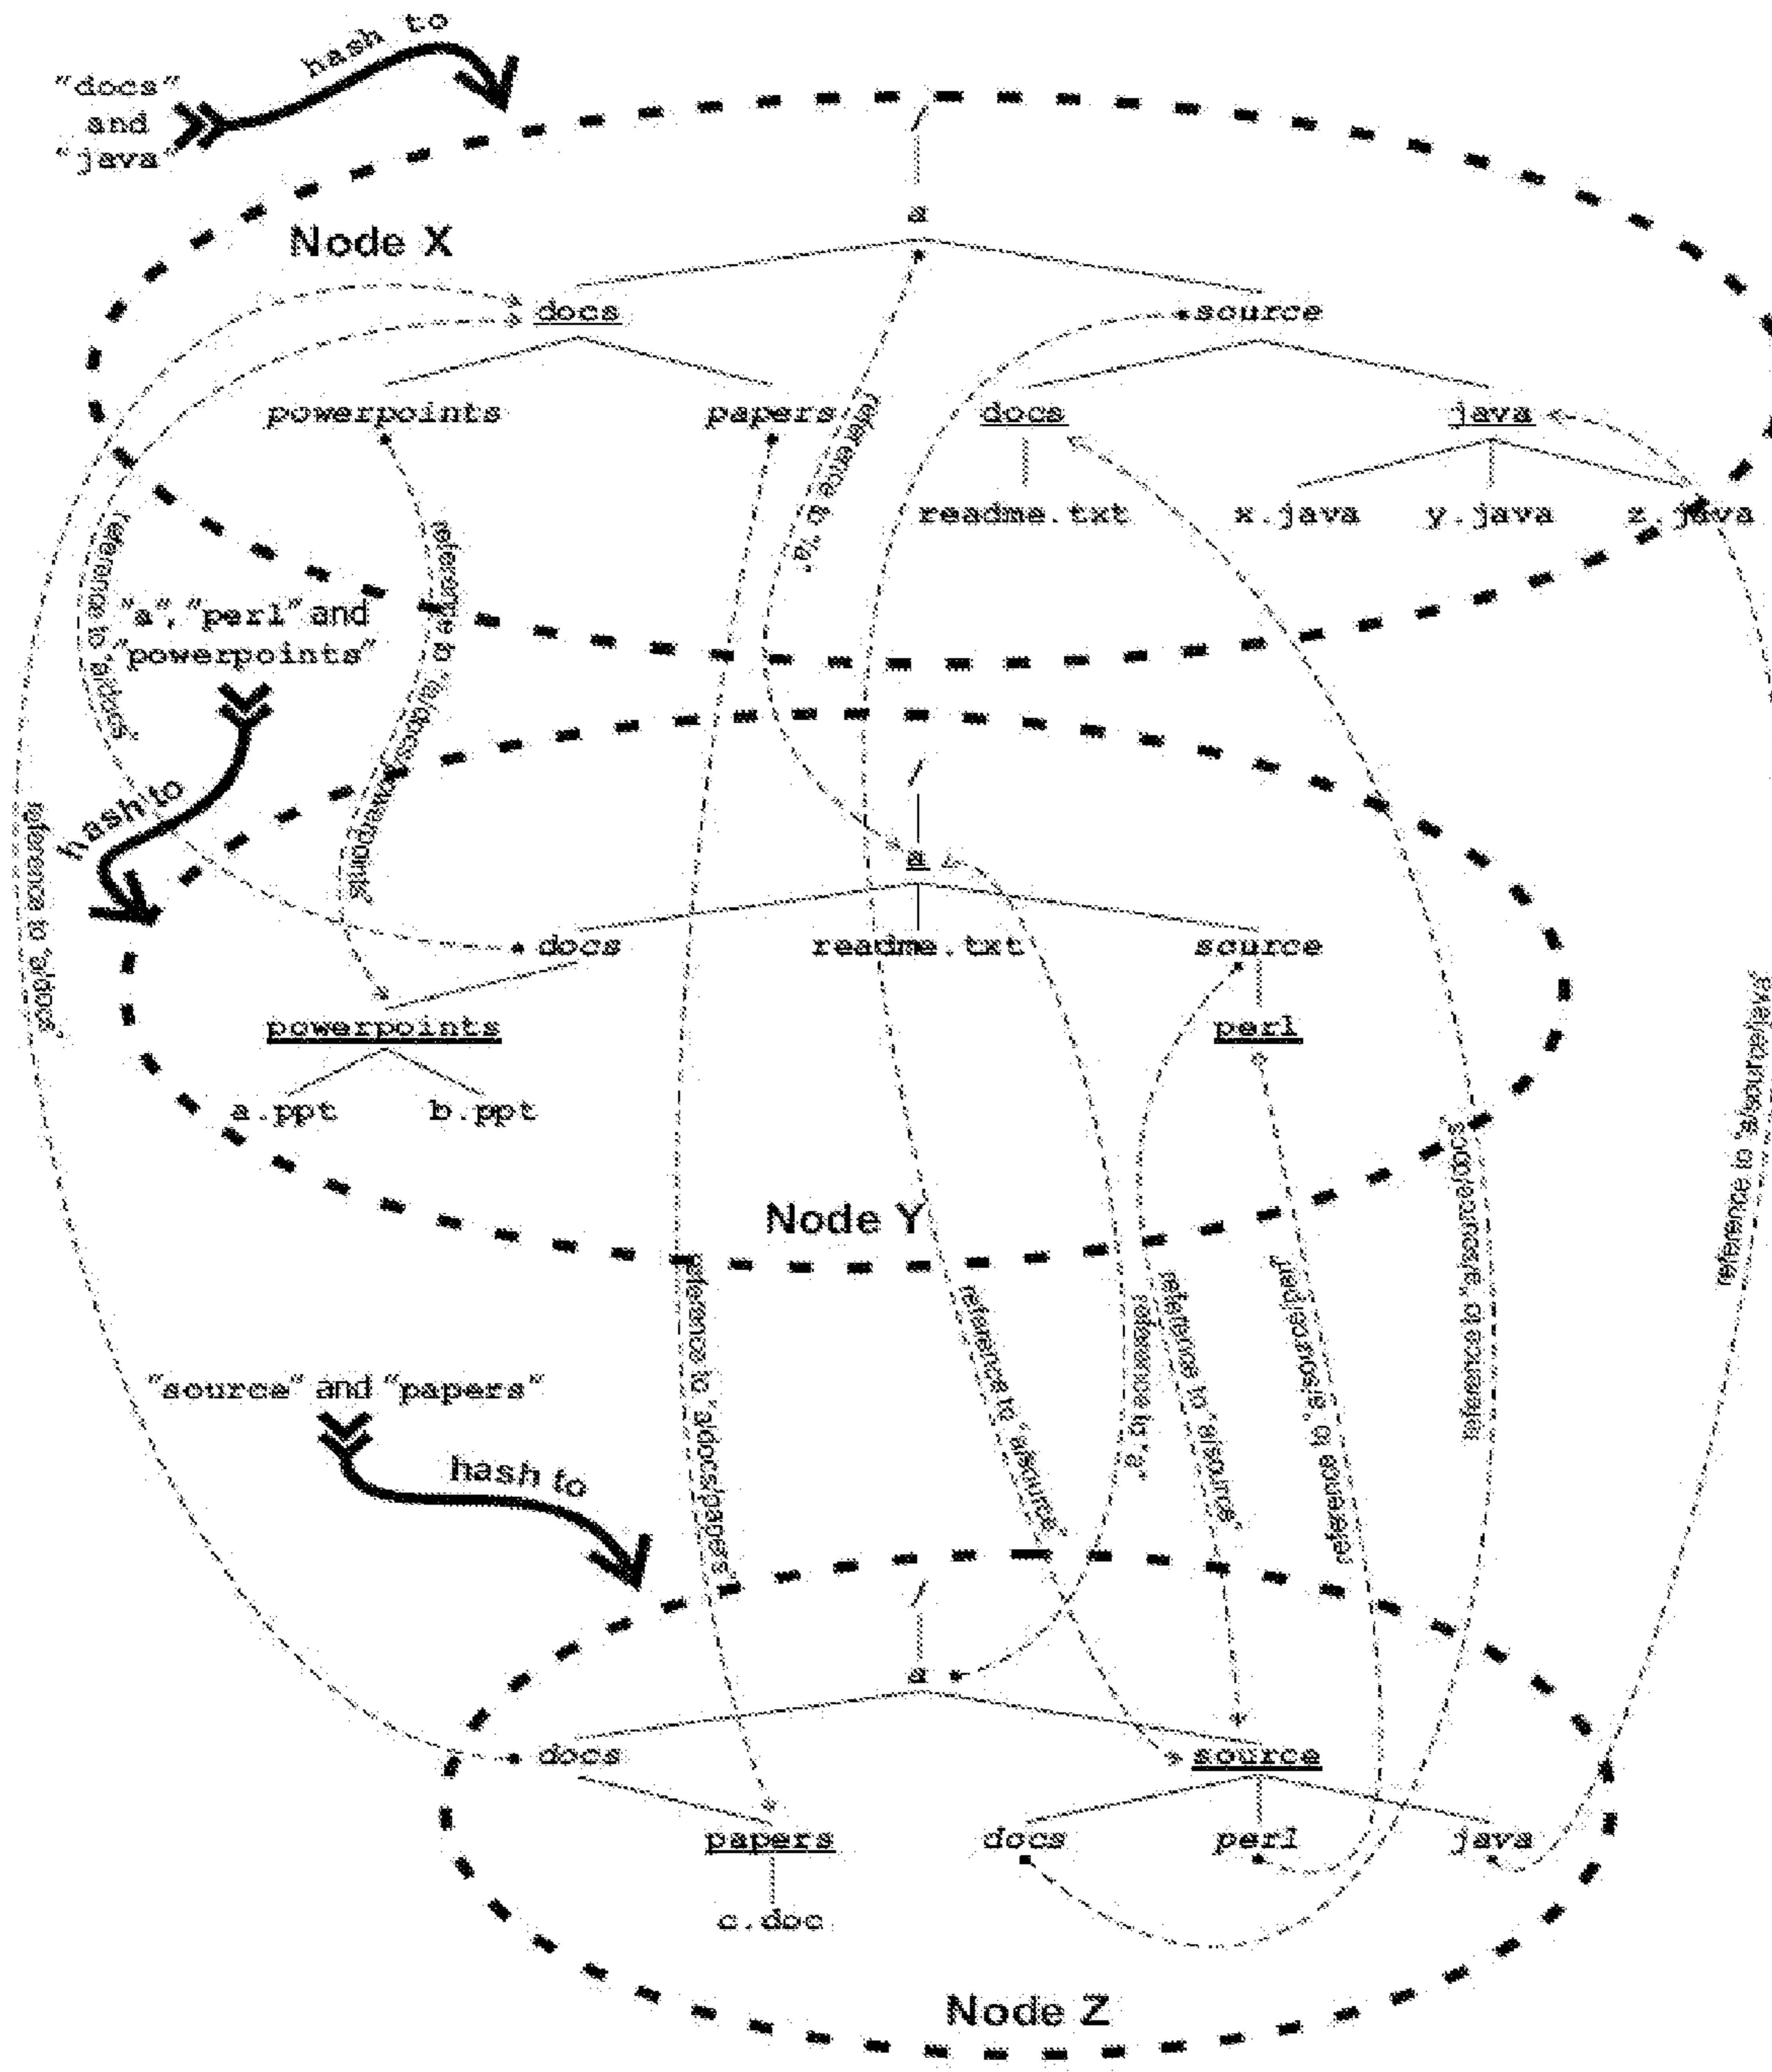 hash to
"docs"
and
"java"
/
a
Node X
docs
source
powerpoints
papers
docs
java
readme.txt
x.java
y.java
z.java
reference to "a"
reference to "a/docs"
reference to "a/docs/powerpoints"
"a", "perl" and
"powerpoints"
hash to
/
a
reference to "a/docs"
docs
readme.txt
source
powerpoints
perl
a.ppt
b.ppt
reference to "a/source/java"
Node Y
reference to "a/docs/papers"
reference to "a/source"
reference to "a"
reference to "a/source"
reference to "a/source/perl"
reference to "a/source/docs"
"source" and "papers"
hash to
/
a
docs
source
papers
docs
perl
java
c.doc
Node Z